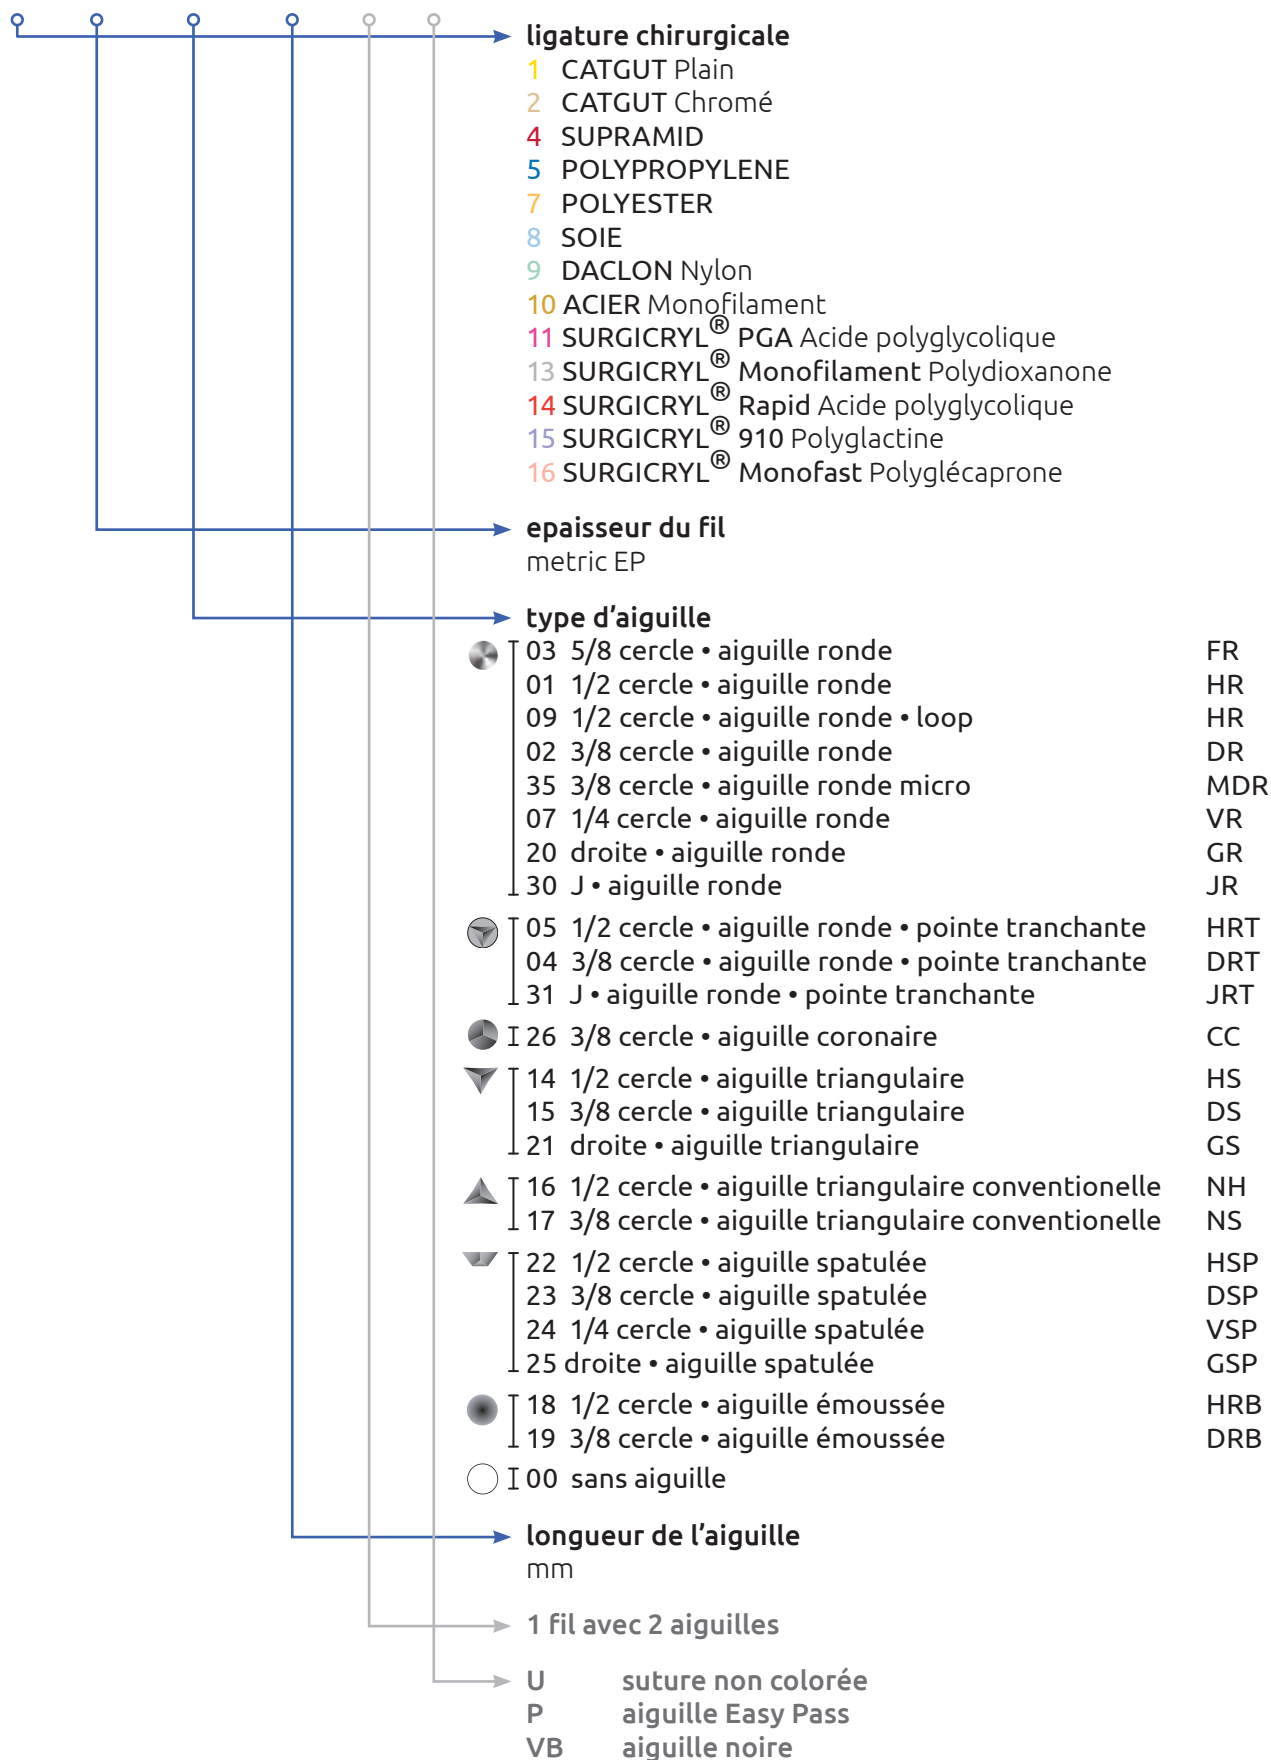 ligature chirurgicale
1 CATGUT Plain
2 CATGUT Chromé
4 SUPRAMID
5 POLYPROPYLENE
7 POLYESTER
8 SOIE
9 DACLON Nylon
10 ACIER Monofilament
11 SURGICRYL® PGA Acide polyglycolique
13 SURGICRYL® Monofilament Polydioxanone
14 SURGICRYL® Rapid Acide polyglycolique
15 SURGICRYL® 910 Polyglactine
16 SURGICRYL® Monofast Polyglécaprone
epaisseur du fil
metric EP
type d'aiguille
03 5/8 cercle • aiguille ronde FR
01 1/2 cercle • aiguille ronde HR
09 1/2 cercle • aiguille ronde • loop HR
02 3/8 cercle • aiguille ronde DR
35 3/8 cercle • aiguille ronde micro MDR
07 1/4 cercle • aiguille ronde VR
20 droite • aiguille ronde GR
30 J • aiguille ronde JR
05 1/2 cercle • aiguille ronde • pointe tranchante HRT
04 3/8 cercle • aiguille ronde • pointe tranchante DRT
31 J • aiguille ronde • pointe tranchante JRT
26 3/8 cercle • aiguille coronaire CC
14 1/2 cercle • aiguille triangulaire HS
15 3/8 cercle • aiguille triangulaire DS
21 droite • aiguille triangulaire GS
16 1/2 cercle • aiguille triangulaire conventionelle NH
17 3/8 cercle • aiguille triangulaire conventionelle NS
22 1/2 cercle • aiguille spatulée HSP
23 3/8 cercle • aiguille spatulée DSP
24 1/4 cercle • aiguille spatulée VSP
25 droite • aiguille spatulée GSP
18 1/2 cercle • aiguille émoussée HRB
19 3/8 cercle • aiguille émoussée DRB
00 sans aiguille
longueur de l'aiguille
mm
1 fil avec 2 aiguilles
U suture non colorée
P aiguille Easy Pass
VB aiguille noire